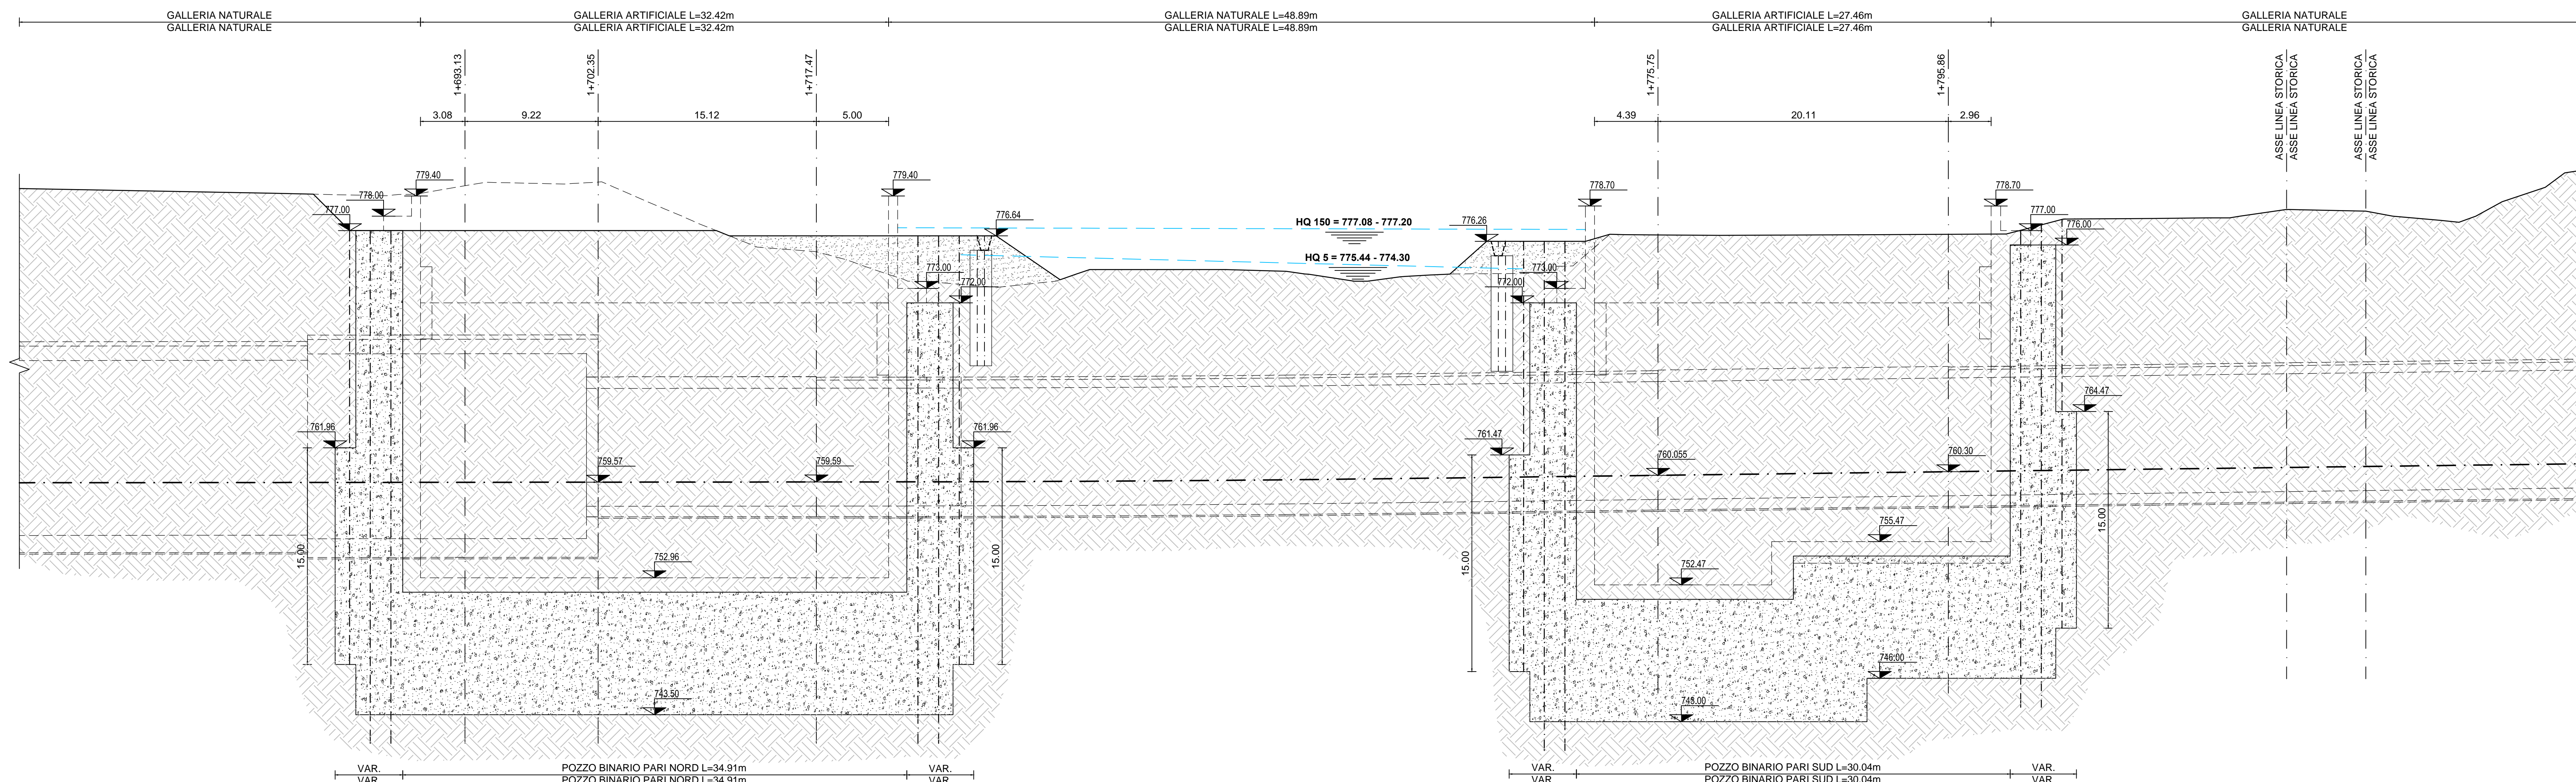 GALLERIA NATURALE
GALLERIA NATURALE
GALLERIA ARTIFICIALE L=32.42m
GALLERIA ARTIFICIALE L=32.42m
GALLERIA NATURALE L=48.89m
GALLERIA NATURALE L=48.89m
GALLERIA ARTIFICIALE L=27.46m
GALLERIA ARTIFICIALE L=27.46m
GALLERIA NATURALE
GALLERIA NATURALE
1+693.13
1+702.35
1+717.47
1+775.75
1+795.86
ASSE LINEA STORICA
ASSE LINEA STORICA
ASSE LINEA STORICA
ASSE LINEA STORICA
3.08
9.22
15.12
5.00
4.39
20.11
2.96
779.40
778.00
777.00
779.40
776.64
HQ 150 = 777.08 - 777.20
776.26
778.70
778.70
777.00
776.00
HQ 5 = 775.44 - 774.30
773.00
772.00
773.00
772.00
761.96
759.57
759.59
761.96
761.47
760.055
760.30
764.47
15.00
752.96
15.00
15.00
752.47
755.47
15.00
743.50
745.00
746.00
VAR.
VAR.
POZZO BINARIO PARI NORD L=34.91m
POZZO BINARIO PARI NORD L=34.91m
VAR.
VAR.
VAR.
VAR.
POZZO BINARIO PARI SUD L=30.04m
POZZO BINARIO PARI SUD L=30.04m
VAR.
VAR.